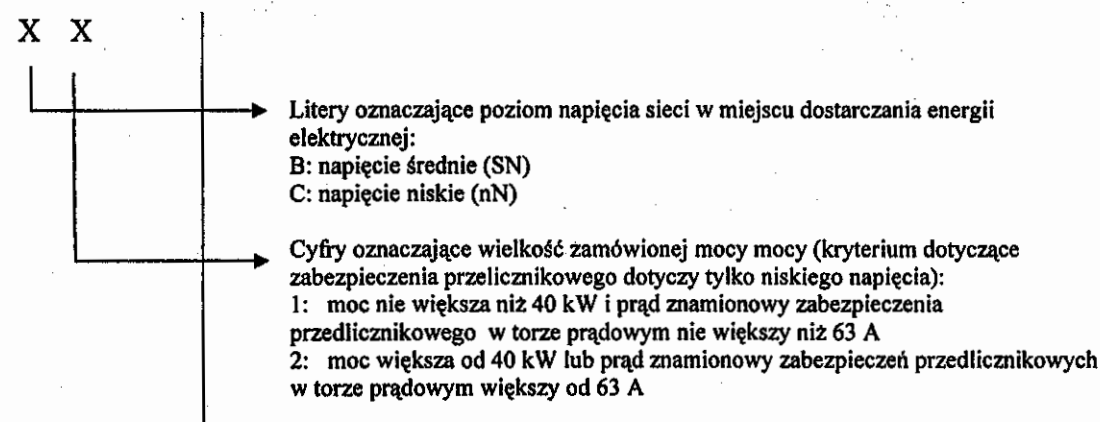 X X
Litery oznaczające poziom napięcia sieci w miejscu dostarczania energii
elektrycznej:
B: napięcie średnie (SN)
C: napięcie niskie (nN)
Cyfry oznaczające wielkość zamówionej mocy mocy (kryterium dotyczące
zabezpieczenia przelicznikowego dotyczy tylko niskiego napięcia):
1: moc nie większa niż 40 kW i prąd znamionowy zabezpieczenia
przedlicznikowego w torze prądowym nie większy niż 63 A
2: moc większa od 40 kW lub prąd znamionowy zabezpieczeń przedlicznikowych
w torze prądowym większy od 63 A